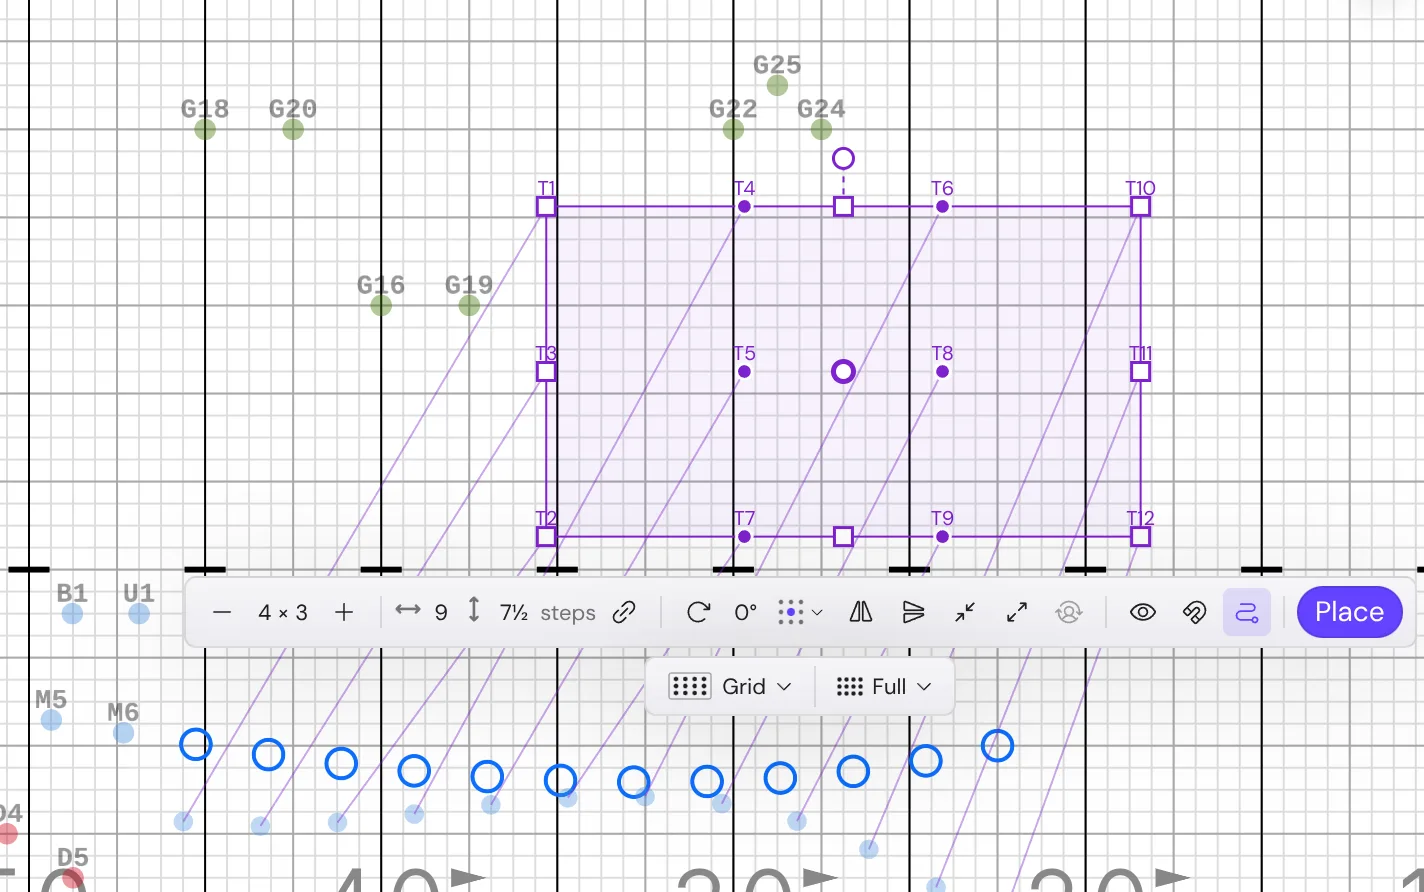 G25
G18 G20 G22 G24
T1 T4 T6 T10
G16 G19
T3 T5 T8 T11
T2 T7 T9 T12
B1 U1
4 × 3 9 7½ steps 0° Place
M5 M6
Grid Full
D4
D5